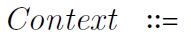 Context ::=